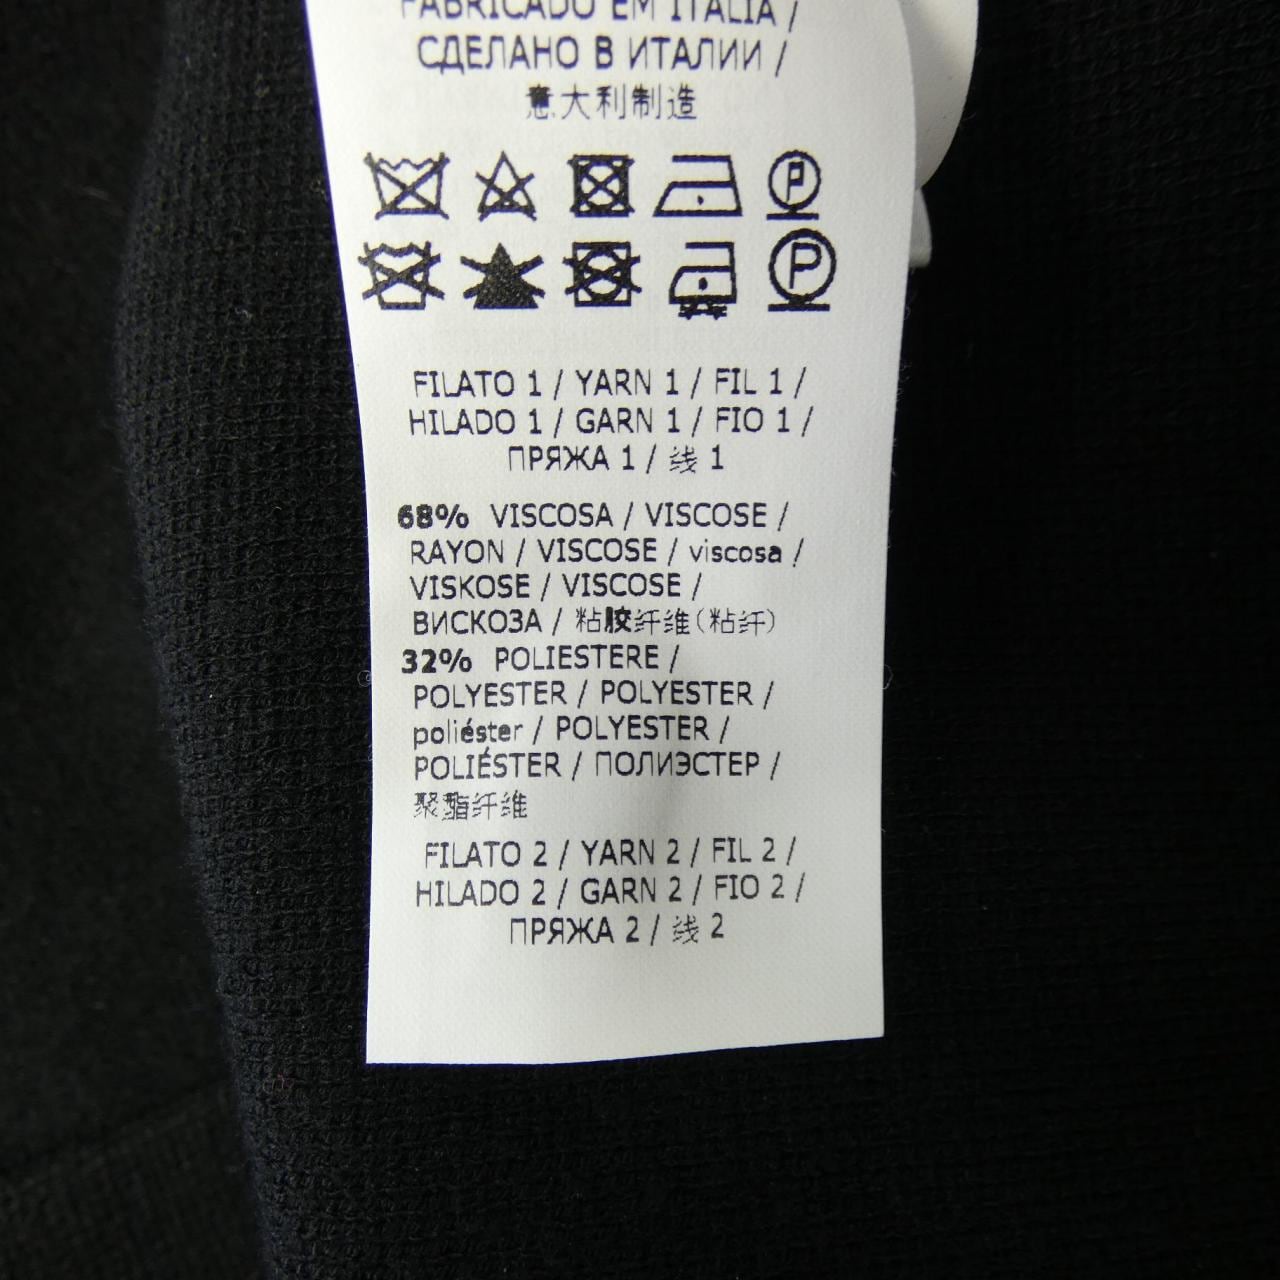 FABRICADO EM ITALIA /
СДЕЛАНО В ИТАЛИИ /
意大利制造
P
P
FILATO 1 / YARN 1 / FIL 1 /
HILADO 1 / GARN 1 / FIO 1 /
ПРЯЖА 1 / 线 1
68% VISCOSA / VISCOSE /
RAYON / VISCOSE / viscosa /
VISKOSE / VISCOSE /
ВИСКОЗА / 粘胶纤维(粘纤)
32% POLIESTERE /
POLYESTER / POLYESTER /
poliéster / POLYESTER /
POLIÉSTER / ПОЛИЭСТЕР /
聚酯纤维
FILATO 2 / YARN 2 / FIL 2 /
HILADO 2 / GARN 2 / FIO 2 /
ПРЯЖА 2 / 线 2